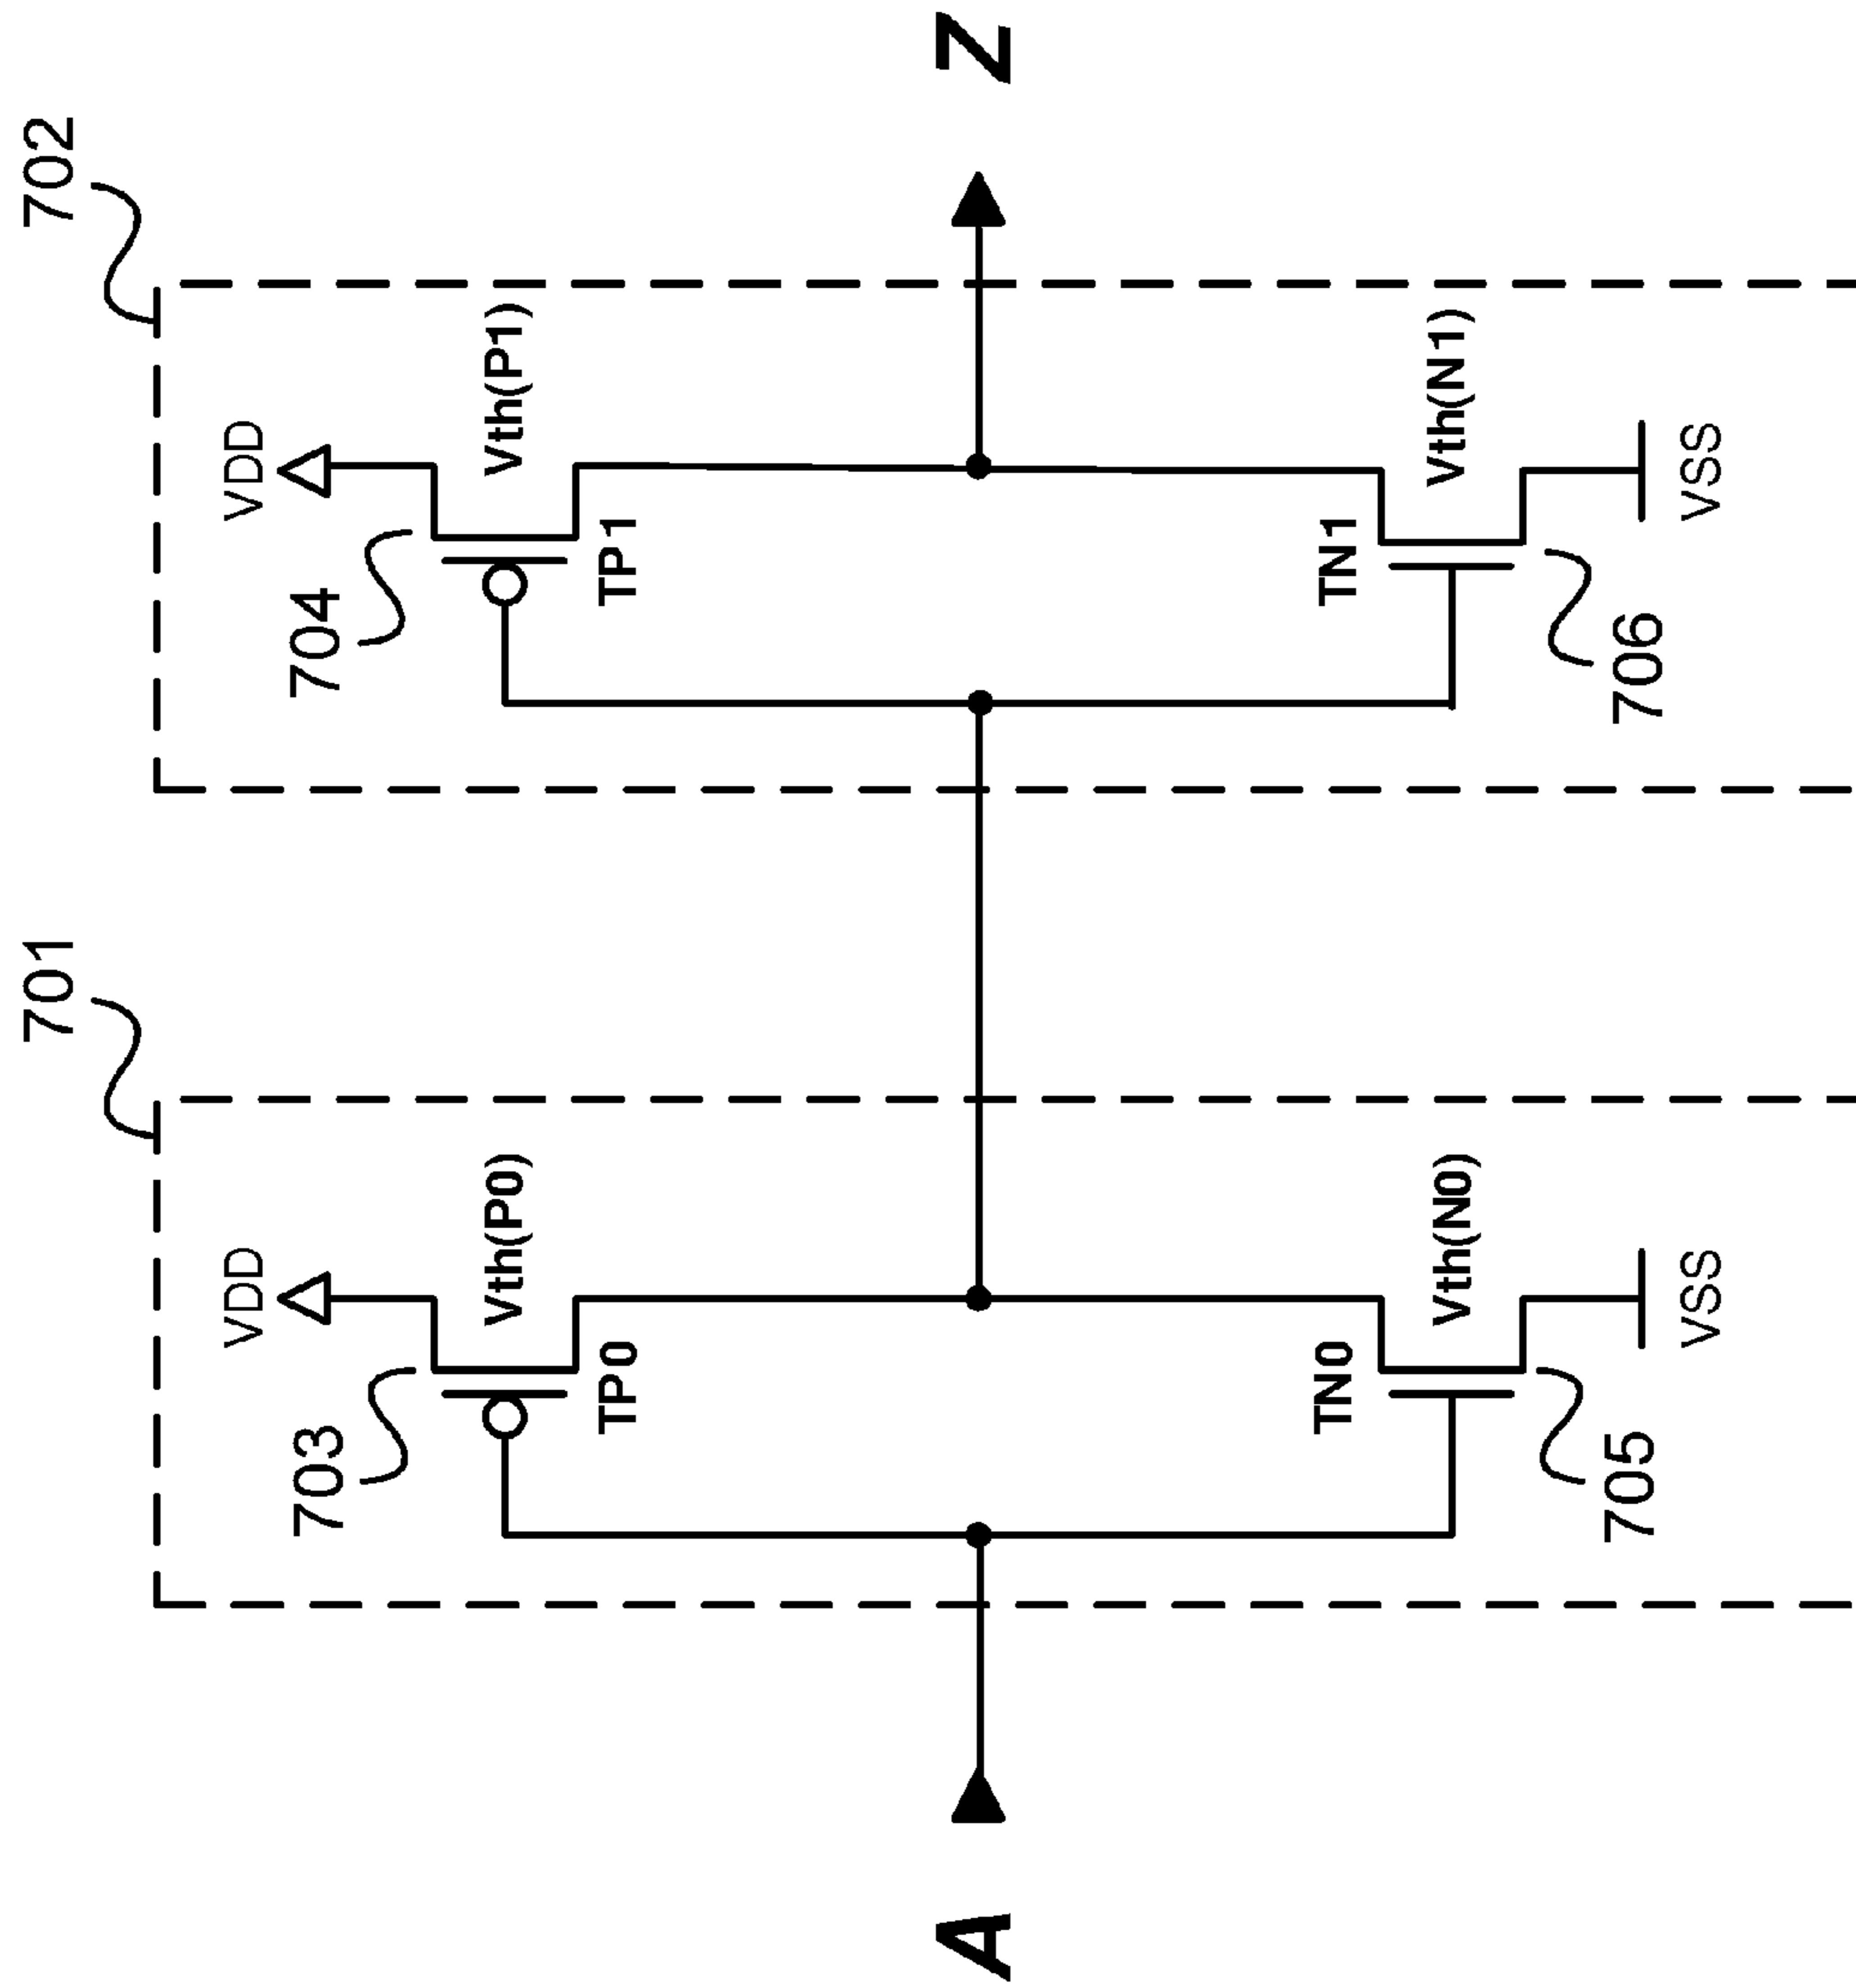 701
702
VDD
VDD
703
Vth(P0)
704
Vth(P1)
TP0
TP1
A
Z
TN0
Vth(N0)
TN1
Vth(N1)
705
706
VSS
VSS